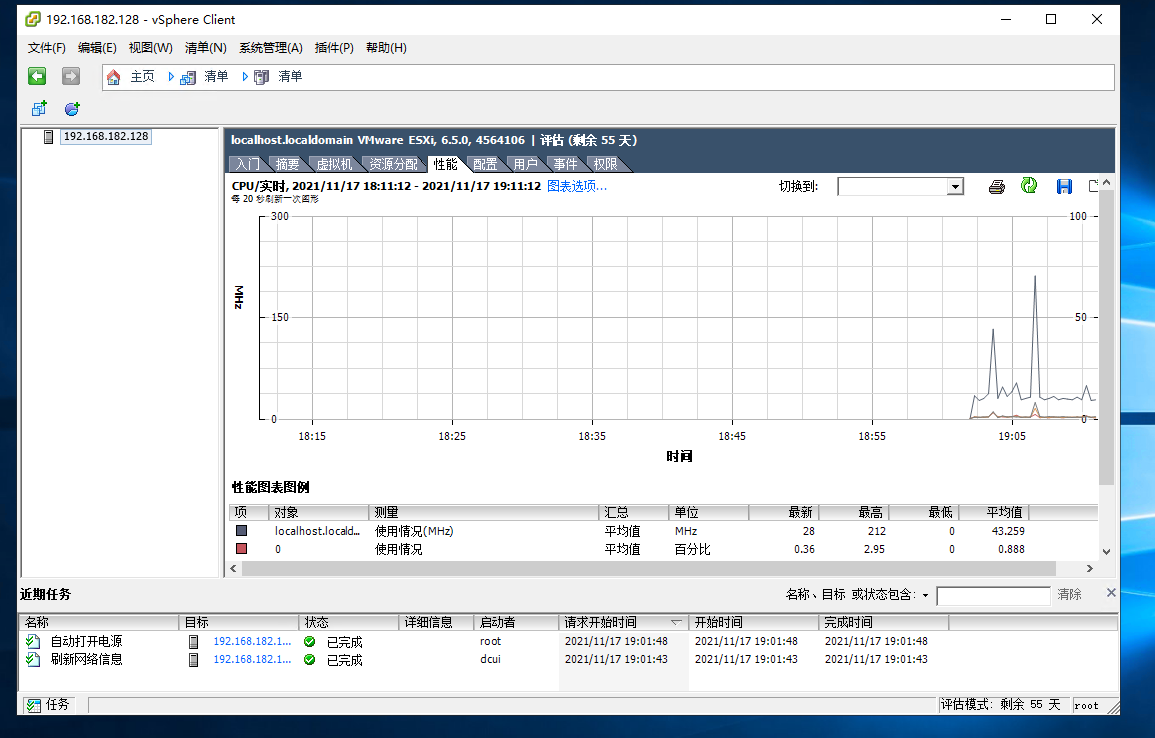 192.168.182.128 - vSphere Client
文件(F) 编辑(E) 视图(W) 清单(N) 系统管理(A) 插件(P) 帮助(H)
主页 清单 清单
192.168.182.128
localhost.localdomain VMware ESXi, 6.5.0, 4564106 | 评估 (剩余 55 天)
入门 摘要 虚拟机 资源分配 性能 配置 用户 事件 权限
CPU/实时, 2021/11/17 18:11:12 - 2021/11/17 19:11:12 图表选项... 切换到:
每 20 秒刷新一次图形
300 100
MHz
150 50
0 0
18:15 18:25 18:35 18:45 18:55 19:05
时间
性能图表图例
项 对象 测量 汇总 单位 最新 最高 最低 平均值
localhost.locald... 使用情况(MHz) 平均值 MHz 28 212 0 43.259
0 使用情况 平均值 百分比 0.36 2.95 0 0.888
近期任务 名称、目标 或状态包含: 清除
名称 目标 状态 详细信息 启动者 请求开始时间 开始时间 完成时间
自动打开电源 192.168.182.1... 已完成 root 2021/11/17 19:01:48 2021/11/17 19:01:48 2021/11/17 19:01:48
刷新网络信息 192.168.182.1... 已完成 dcui 2021/11/17 19:01:43 2021/11/17 19:01:43 2021/11/17 19:01:43
任务 评估模式: 剩余 55 天 root